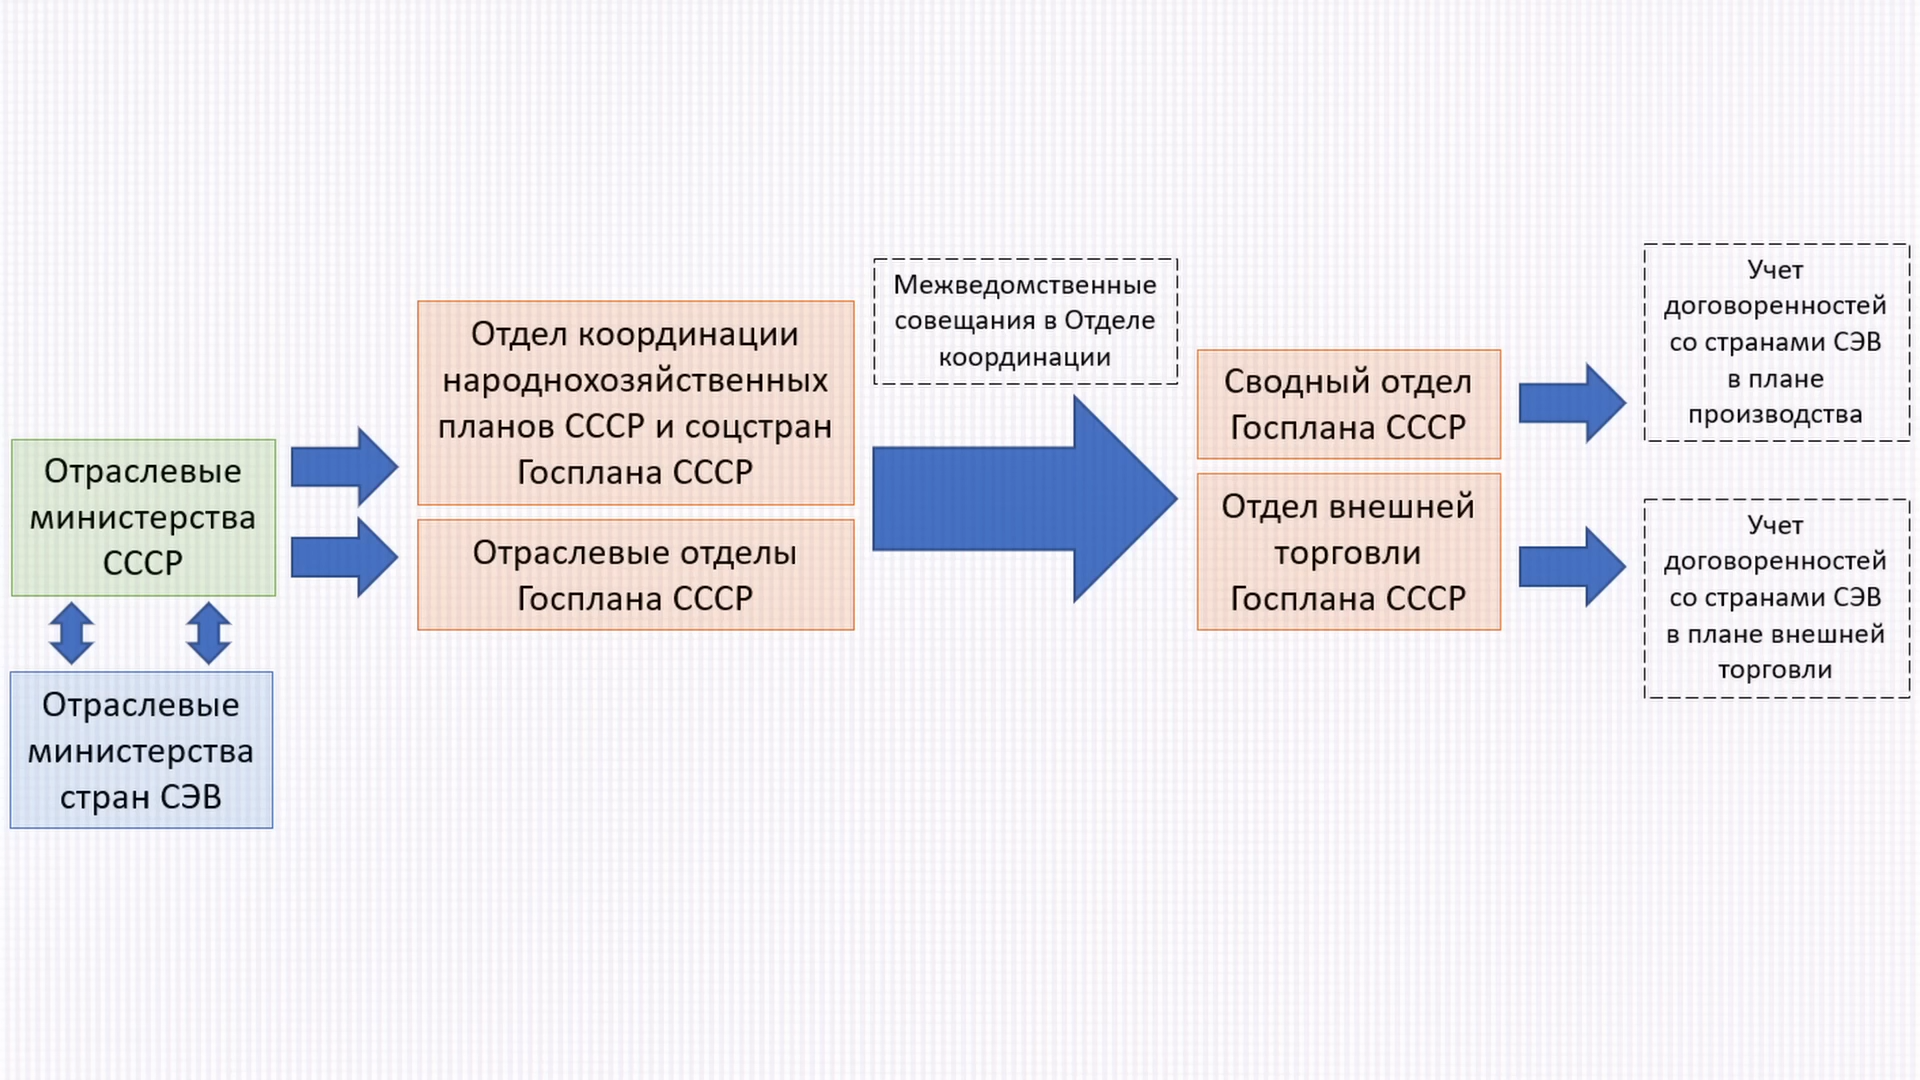 Отраслевые
министерства
СССР
Отраслевые
министерства
стран СЭВ
Отдел координации
народнохозяйственных
планов СССР и соцстран
Госплана СССР
Отраслевые отделы
Госплана СССР
Межведомственные
совещания в Отделе
координации
Сводный отдел
Госплана СССР
Отдел внешней
торговли
Госплана СССР
Учет
договоренностей
со странами СЭВ
в плане
производства
Учет
договоренностей
со странами СЭВ
в плане внешней
торговли